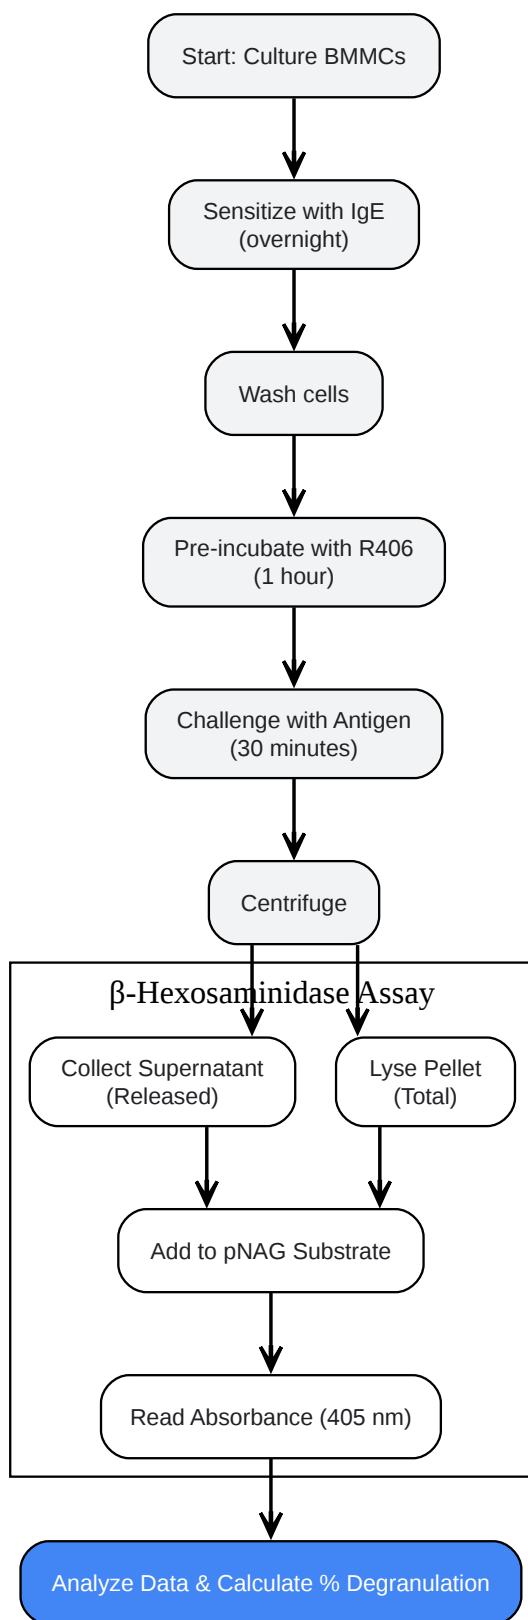 Start: Culture BMMCs
Sensitize with IgE
(overnight)
Wash cells
Pre-incubate with R406
(1 hour)
Challenge with Antigen
(30 minutes)
Centrifuge
β-Hexosaminidase Assay
Collect Supernatant
(Released)
Lyse Pellet
(Total)
Add to pNAG Substrate
Read Absorbance (405 nm)
Analyze Data & Calculate % Degranulation